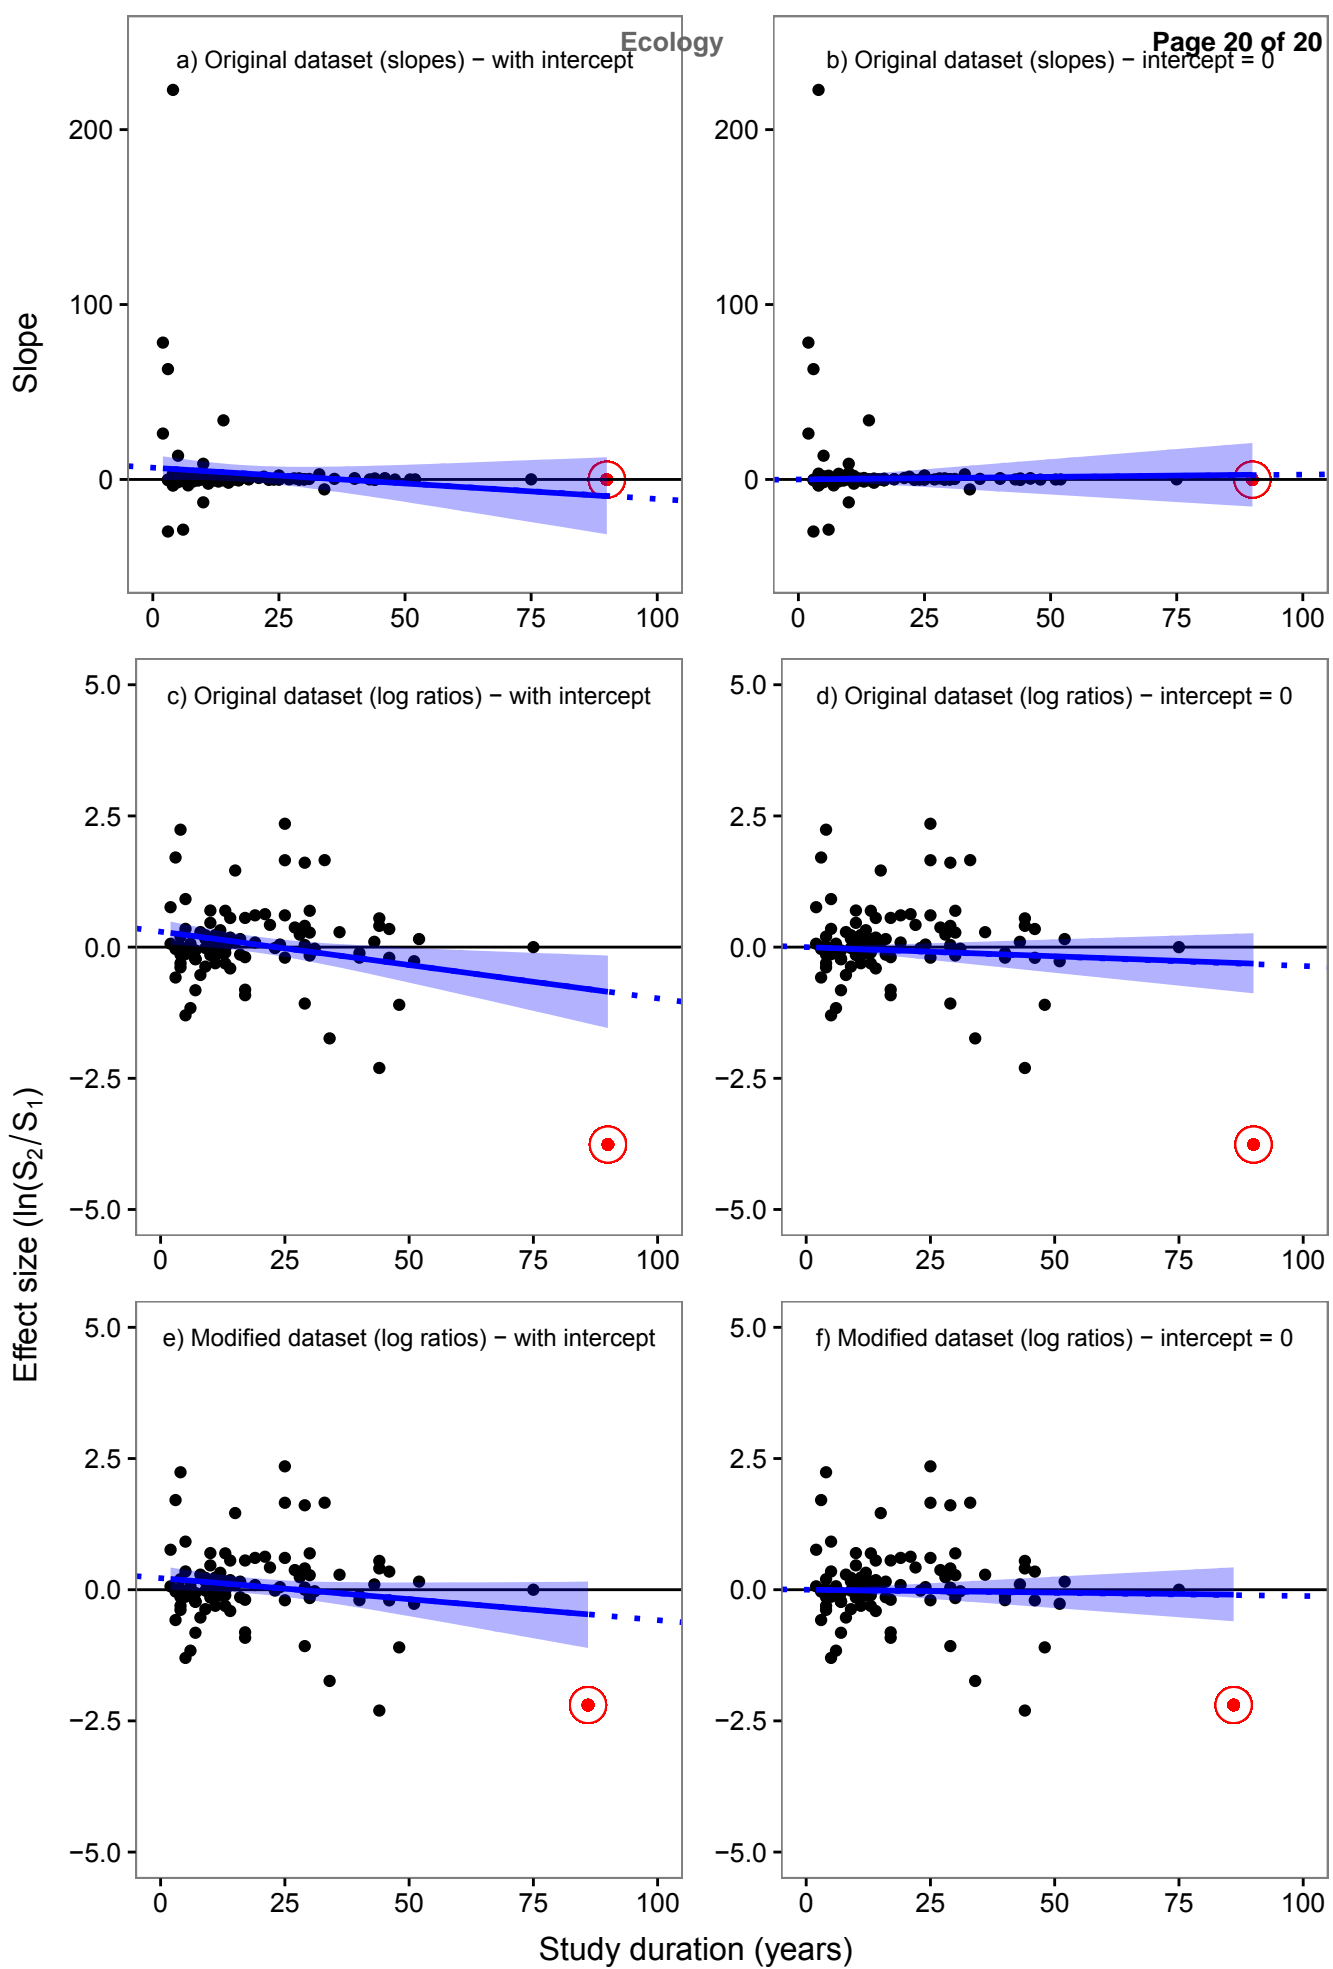 Ecology
Page 20 of 20
a) Original dataset (slopes) − with intercept
b) Original dataset (slopes) − intercept = 0
200
100
0
200
100
0
Slope
0 25 50 75 100
0 25 50 75 100
c) Original dataset (log ratios) − with intercept
d) Original dataset (log ratios) − intercept = 0
5.0
2.5
0.0
−2.5
−5.0
5.0
2.5
0.0
−2.5
−5.0
0 25 50 75 100
0 25 50 75 100
Effect size (ln(S2/S1)
e) Modified dataset (log ratios) − with intercept
f) Modified dataset (log ratios) − intercept = 0
5.0
2.5
0.0
−2.5
−5.0
5.0
2.5
0.0
−2.5
−5.0
0 25 50 75 100
0 25 50 75 100
Study duration (years)